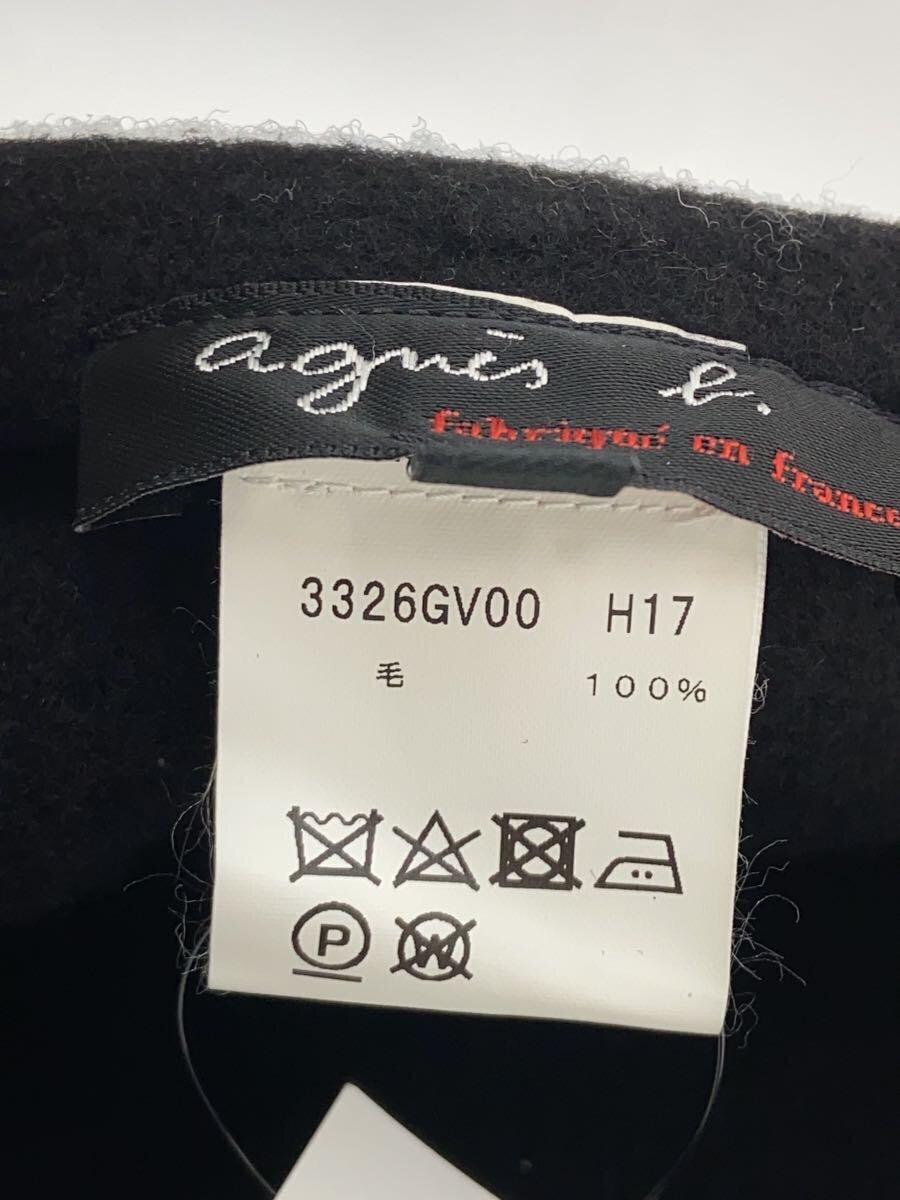 agnès b.
fabriqué en france
3326GV00 H17
毛 100%
P W